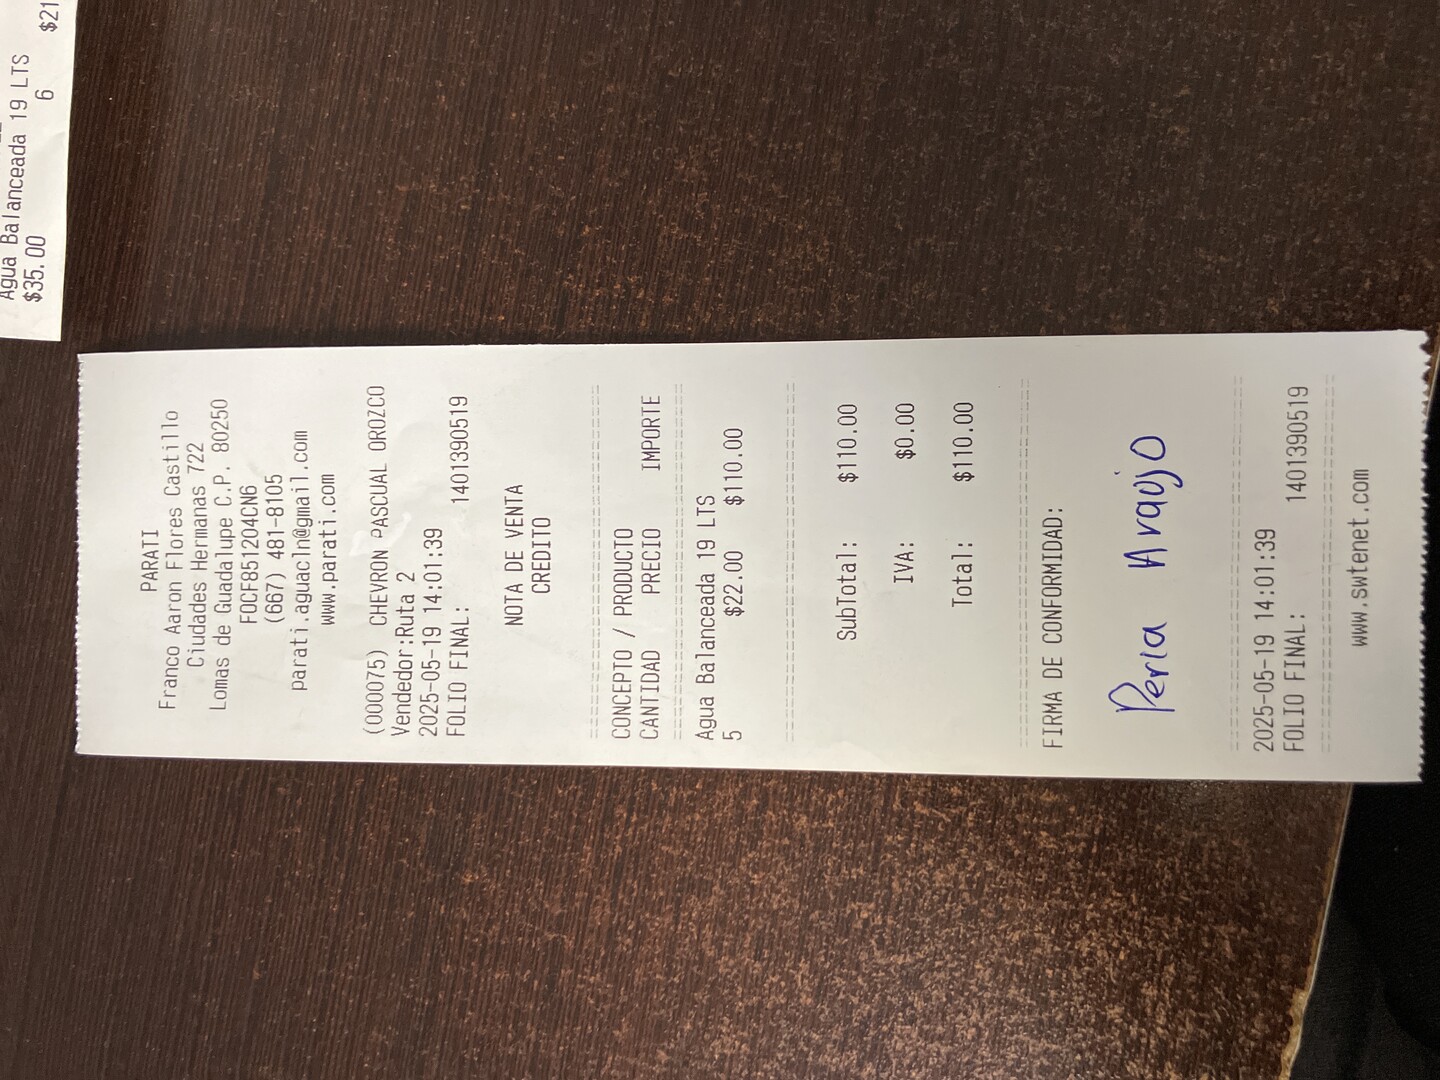 Agua Balanceada 19 LTS
$35.00 6 $21
PARATI
Franco Aaron Flores Castillo
Ciudades Hermanas 722
Lomas de Guadalupe C.P. 80250
FOCF851204CN6
(667) 481-8105
parati.aguacln@gmail.com
www.parati.com
(000075) CHEVRON PASCUAL OROZCO
Vendedor:Ruta 2
2025-05-19 14:01:39
FOLIO FINAL: 1401390519
NOTA DE VENTA
CREDITO
CONCEPTO / PRODUCTO
CANTIDAD PRECIO IMPORTE
Agua Balanceada 19 LTS
5 $22.00 $110.00
SubTotal: $110.00
IVA: $0.00
Total: $110.00
FIRMA DE CONFORMIDAD:
Perla Araujo
2025-05-19 14:01:39
FOLIO FINAL: 1401390519
www.swtenet.com